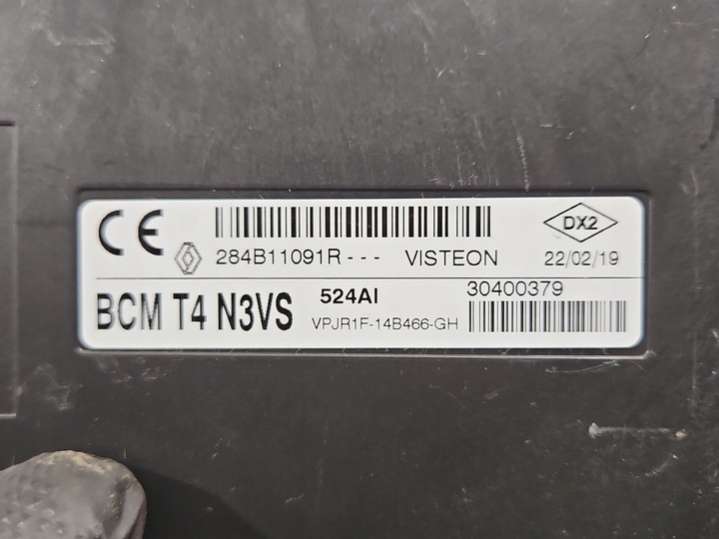 CE
DX2
284B11091R--- VISTEON 22/02/19
BCM T4 N3VS 524AI 30400379
VPJR1F-14B466-GH